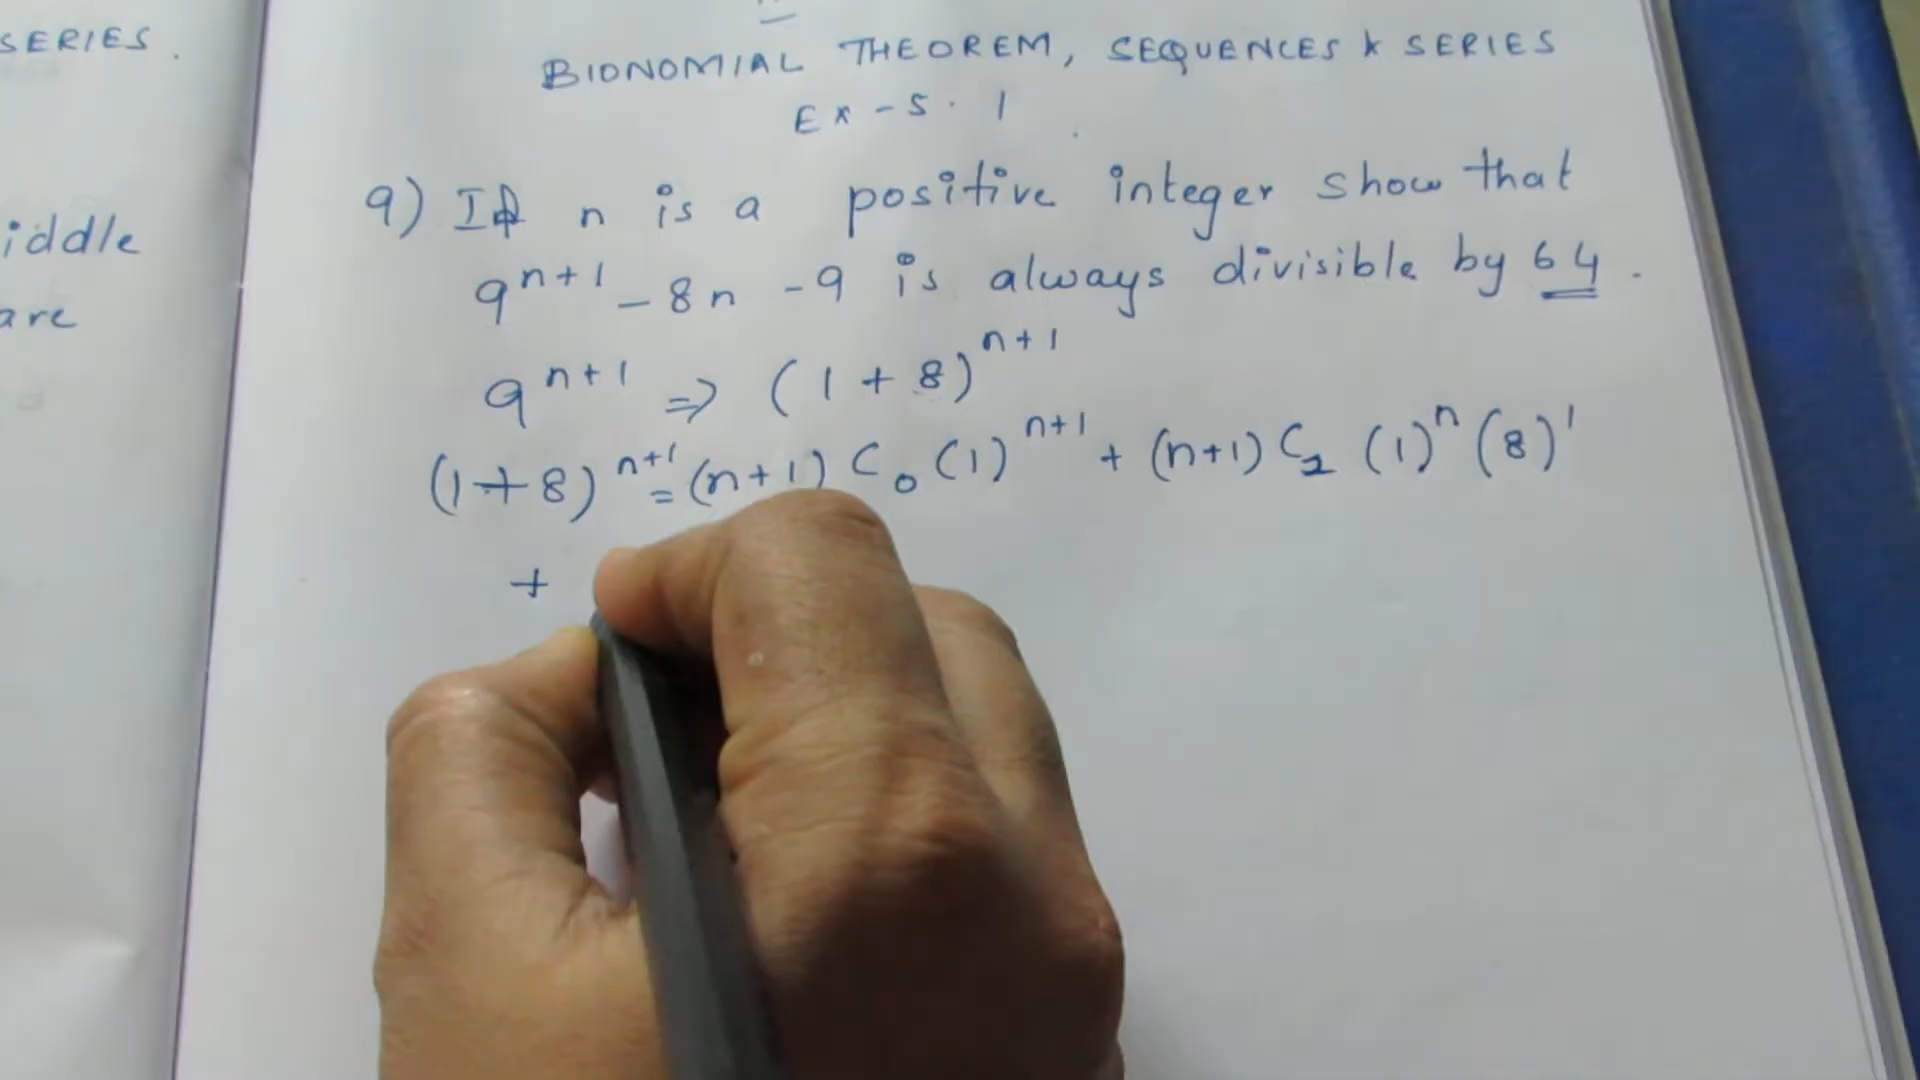 SERIES.
iddle
are
BIONOMIAL THEOREM, SEQUENCES & SERIES
Ex - 5.1
9) If n is a positive integer show that
9^{n+1} - 8n - 9 is always divisible by 64.
9^{n+1} ⇒ (1 + 8)^{n+1}
(1+8)^{n+1} = (n+1) C₀ (1)^{n+1} + (n+1) C₁ (1)^n (8)^1
+